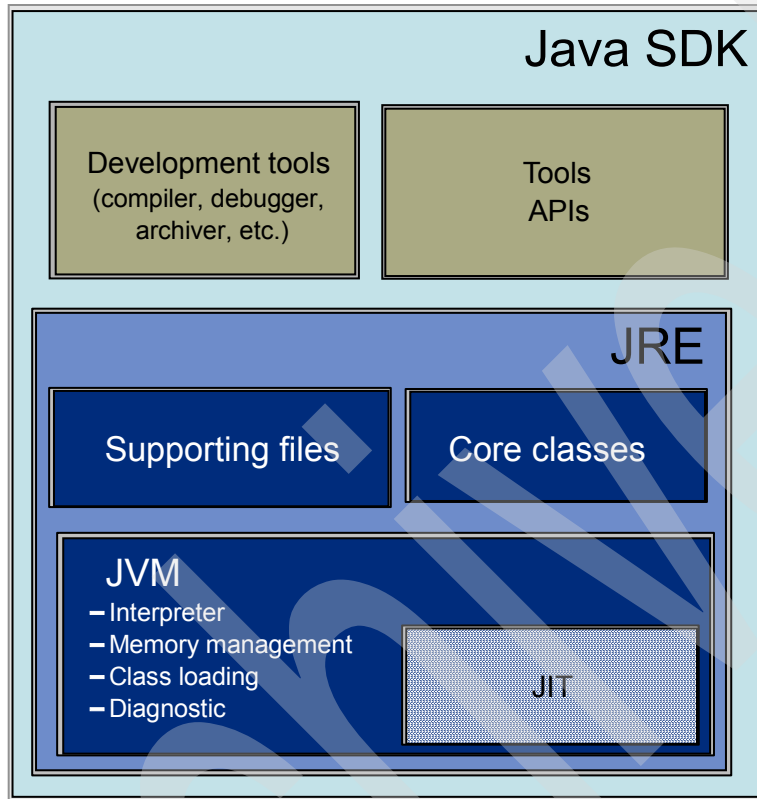 Java SDK
Development tools
(compiler, debugger,
archiver, etc.)
Tools
APIs
JRE
Supporting files
Core classes
JVM
– Interpreter
– Memory management
– Class loading
– Diagnostic
JIT